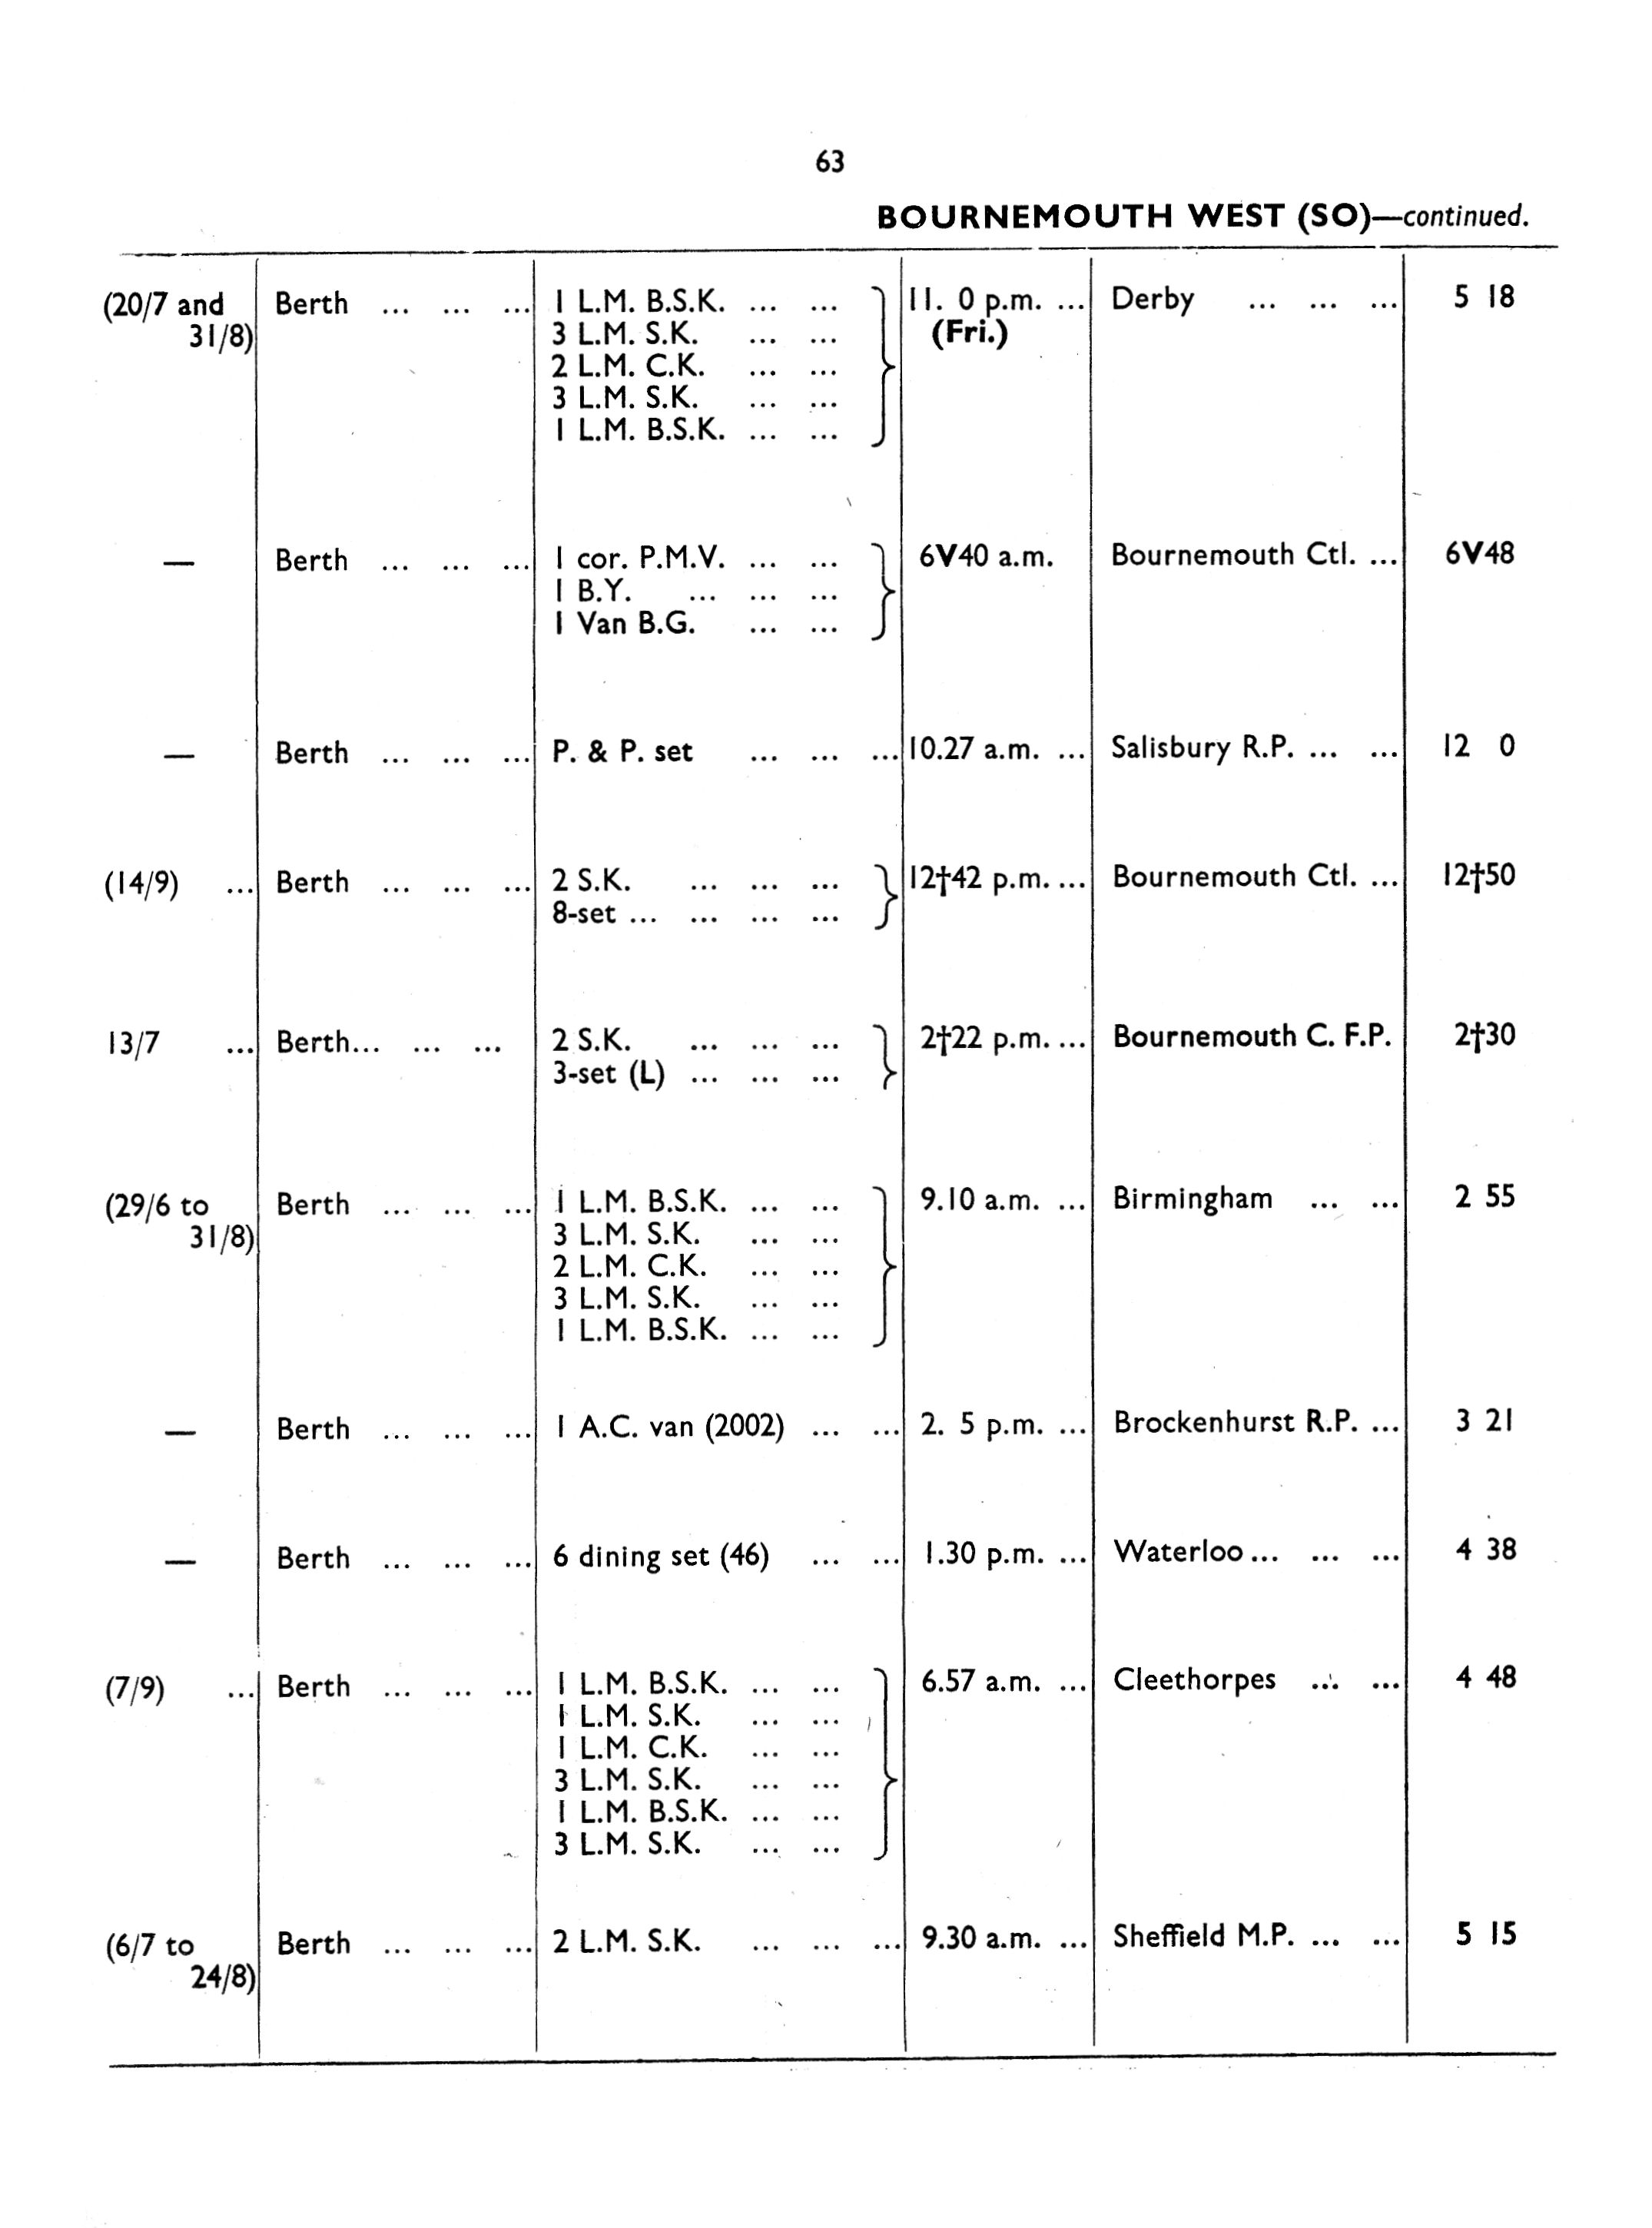 63
BOURNEMOUTH WEST (SO)—continued.
(20/7 and Berth ... ... ... 1 L.M. B.S.K. ... ... 11. 0 p.m. ... Derby ... ... ... 5 18
31/8) 3 L.M. S.K. ... ... (Fri.)
2 L.M. C.K. ... ...
3 L.M. S.K. ... ...
1 L.M. B.S.K. ... ...
— Berth ... ... ... 1 cor. P.M.V. ... ... 6V40 a.m. Bournemouth Ctl. ... 6V48
1 B.Y. ... ... ...
1 Van B.G. ... ...
— Berth ... ... ... P. & P. set ... ... ... 10.27 a.m. ... Salisbury R.P. ... ... 12 0
(14/9) ... Berth ... ... ... 2 S.K. ... ... ... 12†42 p.m. ... Bournemouth Ctl. ... 12†50
8-set ... ... ... ...
13/7 ... Berth... ... ... 2 S.K. ... ... ... 2†22 p.m. ... Bournemouth C. F.P. 2†30
3-set (L) ... ... ...
(29/6 to Berth ... ... ... 1 L.M. B.S.K. ... ... 9.10 a.m. ... Birmingham ... ... 2 55
31/8) 3 L.M. S.K. ... ...
2 L.M. C.K. ... ...
3 L.M. S.K. ... ...
1 L.M. B.S.K. ... ...
— Berth ... ... ... 1 A.C. van (2002) ... ... 2. 5 p.m. ... Brockenhurst R.P. ... 3 21
— Berth ... ... ... 6 dining set (46) ... ... 1.30 p.m. ... Waterloo ... ... ... 4 38
(7/9) ... Berth ... ... ... 1 L.M. B.S.K. ... ... 6.57 a.m. ... Cleethorpes ... ... 4 48
1 L.M. S.K. ... ...
1 L.M. C.K. ... ...
3 L.M. S.K. ... ...
1 L.M. B.S.K. ... ...
3 L.M. S.K. ... ...
(6/7 to Berth ... ... ... 2 L.M. S.K. ... ... ... 9.30 a.m. ... Sheffield M.P. ... ... 5 15
24/8)